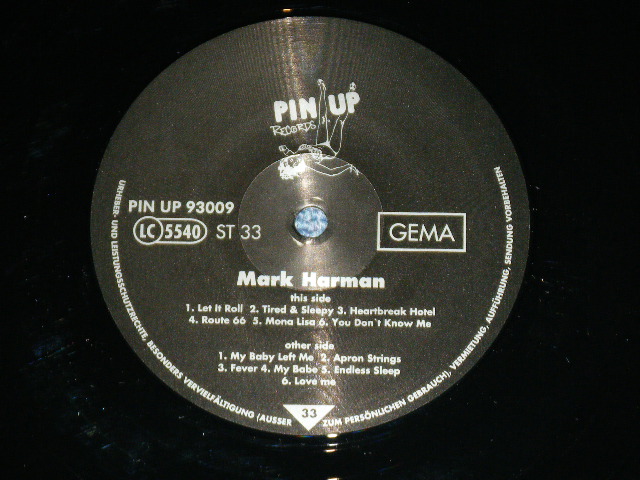 PIN UP
RECORDS
PIN UP 93009
LC 5540 ST 33
GEMA
Mark Harman
this side
1. Let It Roll 2. Tired & Sleepy 3. Heartbreak Hotel
4. Route 66 5. Mona Lisa 6. You Don`t Know Me
other side
1. My Baby Left Me 2. Apron Strings
3. Fever 4. My Babe 5. Endless Sleep
6. Love me
33
URHEBER- UND LEISTUNGSSCHUTZRECHTE, BESONDERS VERVIELFÄLTIGUNG (AUSSER ZUM PERSÖNLICHEN GEBRAUCH), VERMIETUNG, AUFFÜHRUNG, SENDUNG VORBEHALTEN